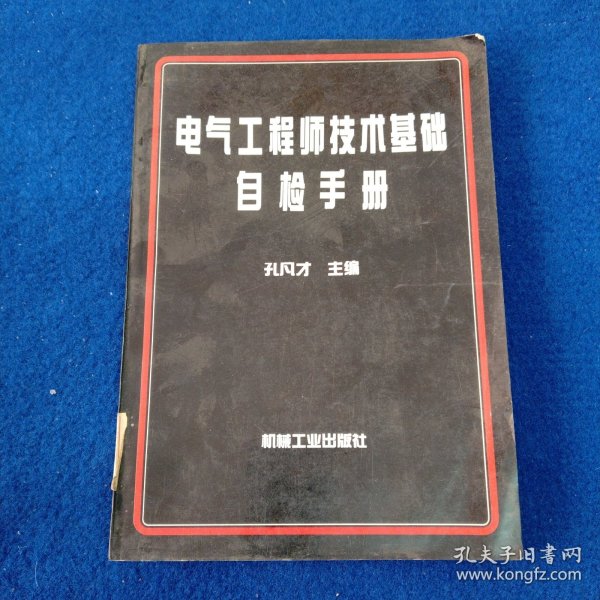 电气工程师技术基础
自检手册
孔凡才 主编
机械工业出版社
孔夫子旧书网
www.kongfz.com